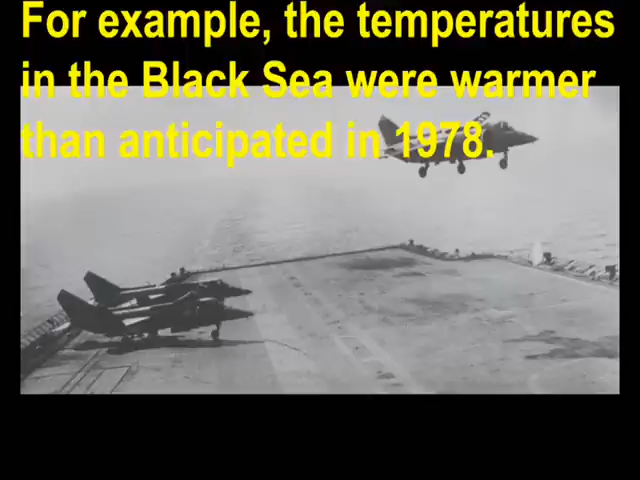 For example, the temperatures
in the Black Sea were warmer
than anticipated in 1978.